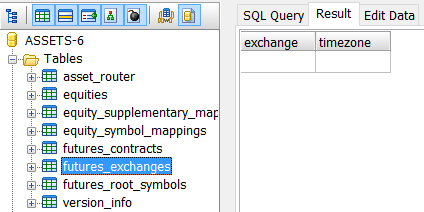 SQL Query Result Edit Data
exchange timezone
ASSETS-6
Tables
asset_router
equities
equity_supplementary_map
equity_symbol_mappings
futures_contracts
futures_exchanges
futures_root_symbols
version_info